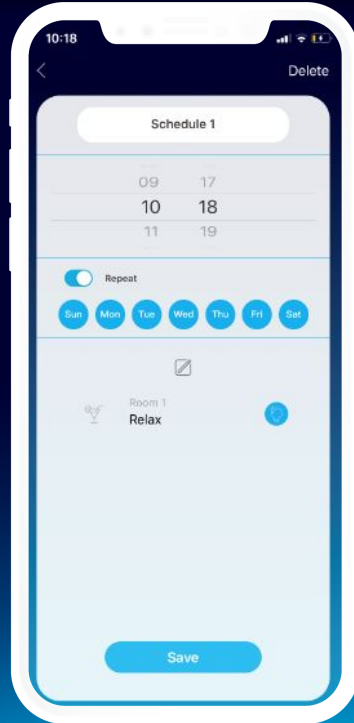 10:18
Delete
Schedule 1
09 17
10 18
11 19
Repeat
Sun Mon Tue Wed Thu Fri Sat
Room 1
Relax
Save